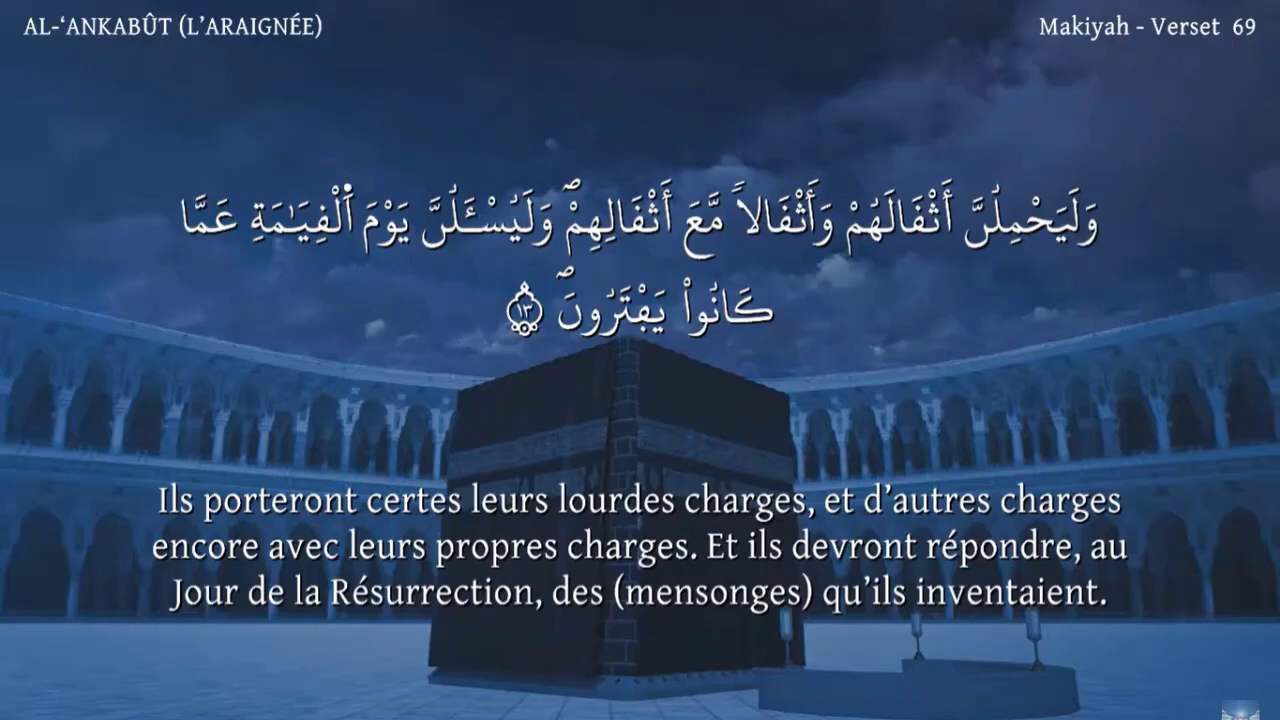 AL-‘ANKABÛT (L’ARAIGNÉE)
Makiyah - Verset 69
وَلَيَحْمِلُنَّ أَثْفَالَهُمْ وَأَثْفَالاٗ مَّعَ أَثْفَالِهِمْۖ وَلَيُسْـَٔلُنَّ يَوْمَ اَ۬لْفِيَٰمَةِ عَمَّا
كَانُواْ يَفْتَرُونَۖ ۝١٣
Ils porteront certes leurs lourdes charges, et d’autres charges
encore avec leurs propres charges. Et ils devront répondre, au
Jour de la Résurrection, des (mensonges) qu’ils inventaient.